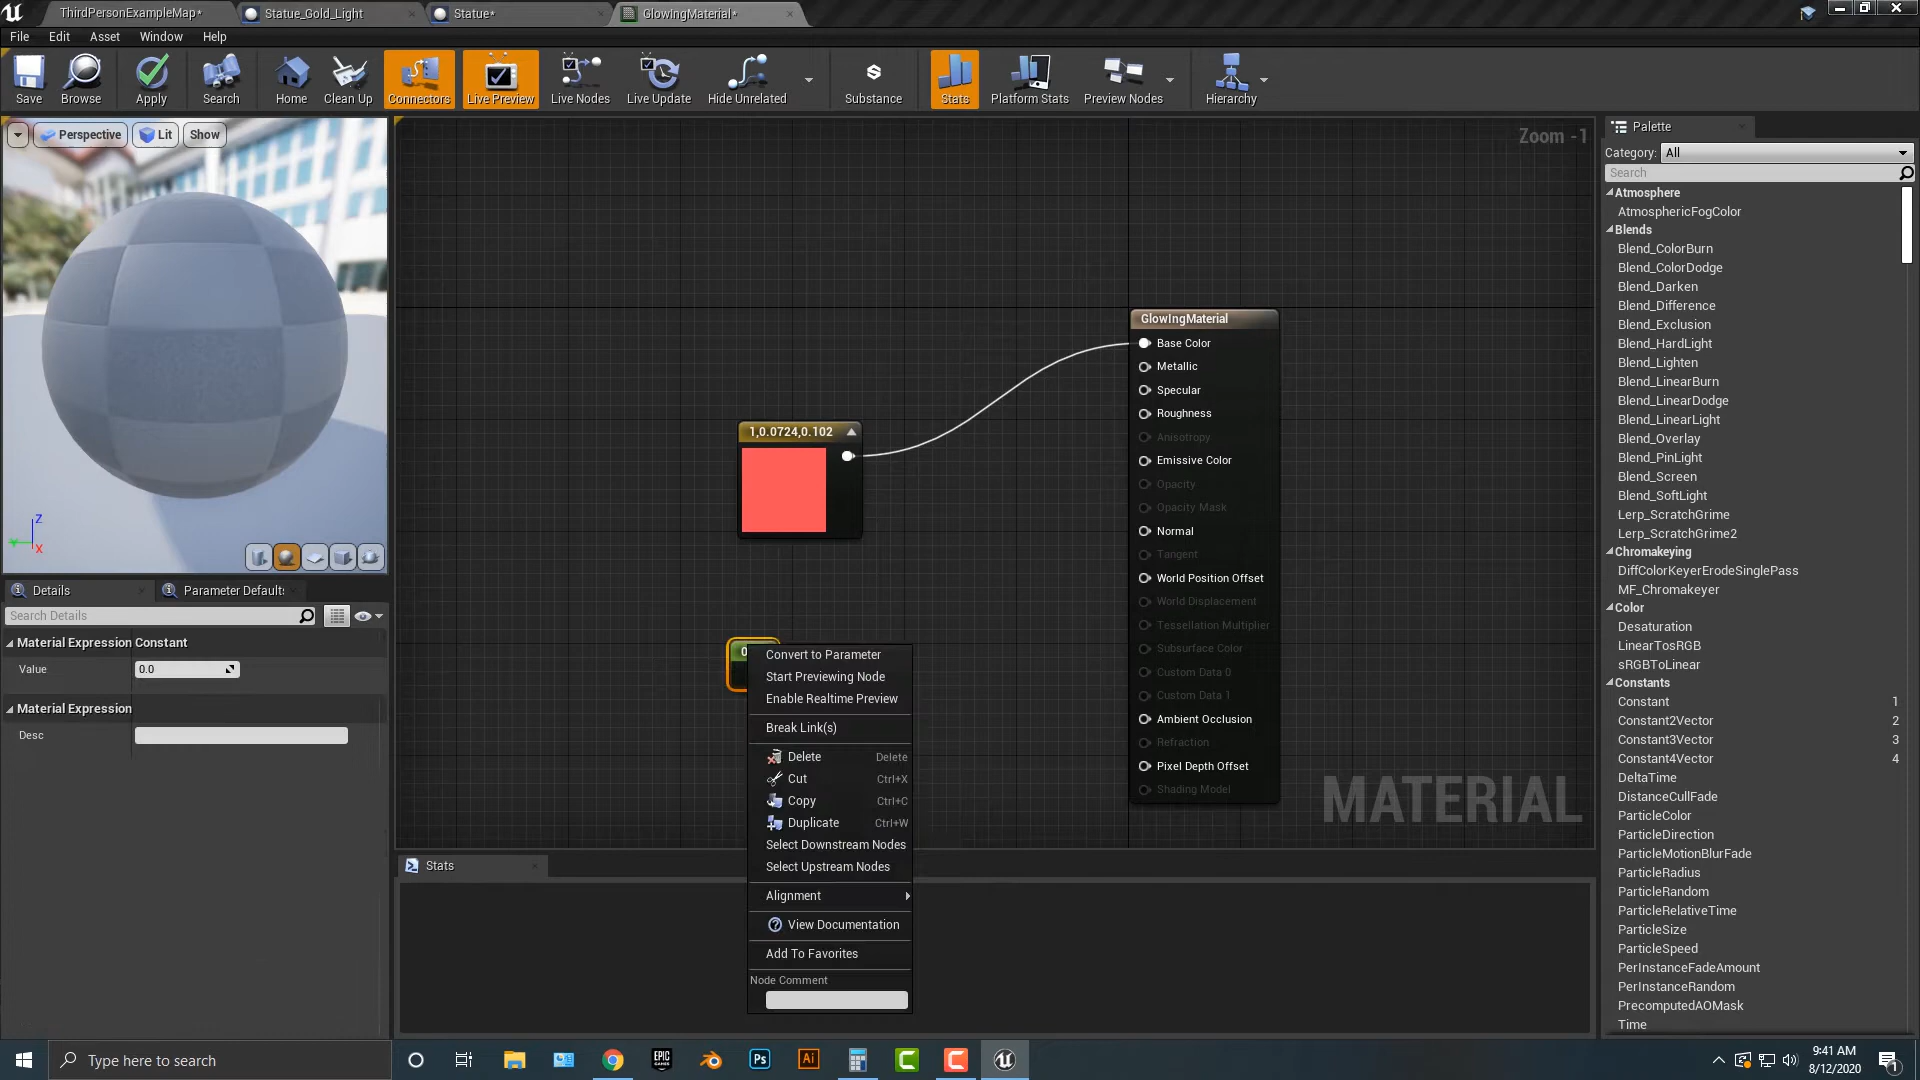 ThirdPersonExampleMap*
Statue_Gold_Light
Statue*
GlowIngMaterial*
File
Edit
Asset
Window
Help
Save
Browse
Apply
Search
Home
Clean Up
Connectors
Live Preview
Live Nodes
Live Update
Hide Unrelated
Substance
Stats
Platform Stats
Preview Nodes
Hierarchy
Perspective
Lit
Show
Z
Y
X
Details
Parameter Defaults
Search Details
Material Expression Constant
Value
0.0
Material Expression
Desc
Zoom -1
1,0.0724,0.102
0
GlowIngMaterial
Base Color
Metallic
Specular
Roughness
Anisotropy
Emissive Color
Opacity
Opacity Mask
Normal
Tangent
World Position Offset
World Displacement
Tessellation Multiplier
Subsurface Color
Custom Data 0
Custom Data 1
Ambient Occlusion
Refraction
Pixel Depth Offset
Shading Model
MATERIAL
Convert to Parameter
Start Previewing Node
Enable Realtime Preview
Break Link(s)
Delete Delete
Cut Ctrl+X
Copy Ctrl+C
Duplicate Ctrl+W
Select Downstream Nodes
Select Upstream Nodes
Alignment
View Documentation
Add To Favorites
Node Comment
Stats
Palette
Category: All
Search
Atmosphere
AtmosphericFogColor
Blends
Blend_ColorBurn
Blend_ColorDodge
Blend_Darken
Blend_Difference
Blend_Exclusion
Blend_HardLight
Blend_Lighten
Blend_LinearBurn
Blend_LinearDodge
Blend_LinearLight
Blend_Overlay
Blend_PinLight
Blend_Screen
Blend_SoftLight
Lerp_ScratchGrime
Lerp_ScratchGrime2
Chromakeying
DiffColorKeyerErodeSinglePass
MF_Chromakeyer
Color
Desaturation
LinearTosRGB
sRGBToLinear
Constants
Constant 1
Constant2Vector 2
Constant3Vector 3
Constant4Vector 4
DeltaTime
DistanceCullFade
ParticleColor
ParticleDirection
ParticleMotionBlurFade
ParticleRadius
ParticleRandom
ParticleRelativeTime
ParticleSize
ParticleSpeed
PerInstanceFadeAmount
PerInstanceRandom
PrecomputedAOMask
Time
Type here to search
EPIC
GAMES
Ps
Ai
9:41 AM
8/12/2020
1